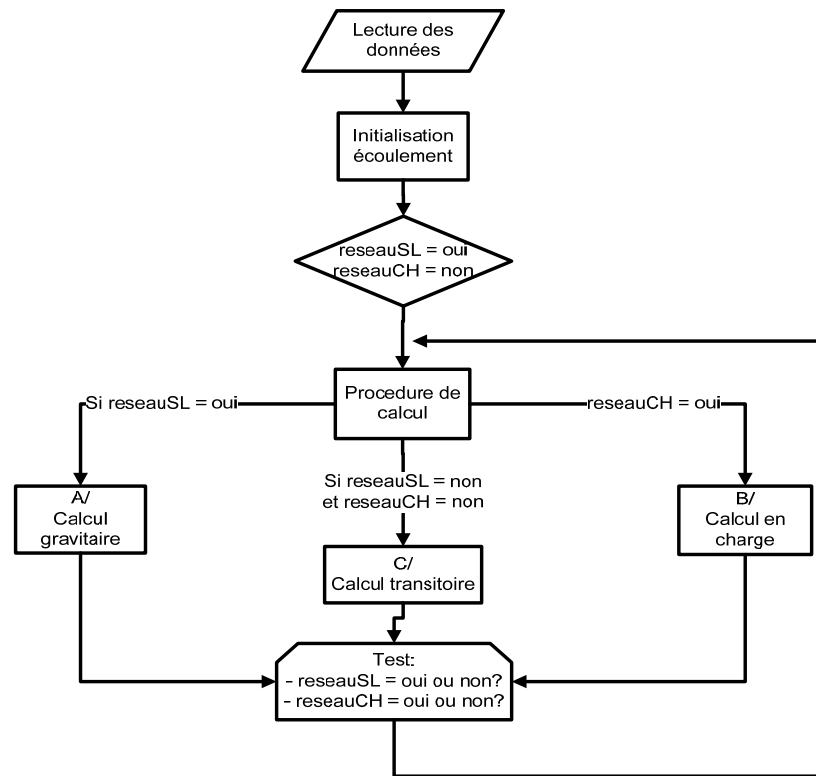 Lecture des
données
Initialisation
écoulement
reseauSL = oui
reseauCH = non
Procedure de
calcul
Si reseauSL = oui
reseauCH = oui
Si reseauSL = non
et reseauCH = non
A/
Calcul
gravitaire
B/
Calcul en
charge
C/
Calcul transitoire
Test:
- reseauSL = oui ou non?
- reseauCH = oui ou non?